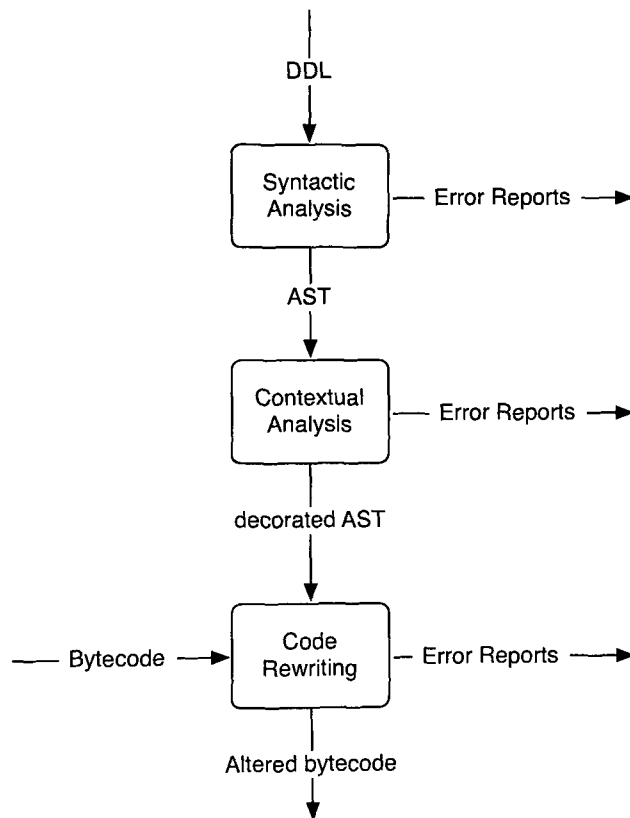 DDL
Syntactic
Analysis
Error Reports
AST
Contextual
Analysis
Error Reports
decorated AST
Bytecode
Code
Rewriting
Error Reports
Altered bytecode